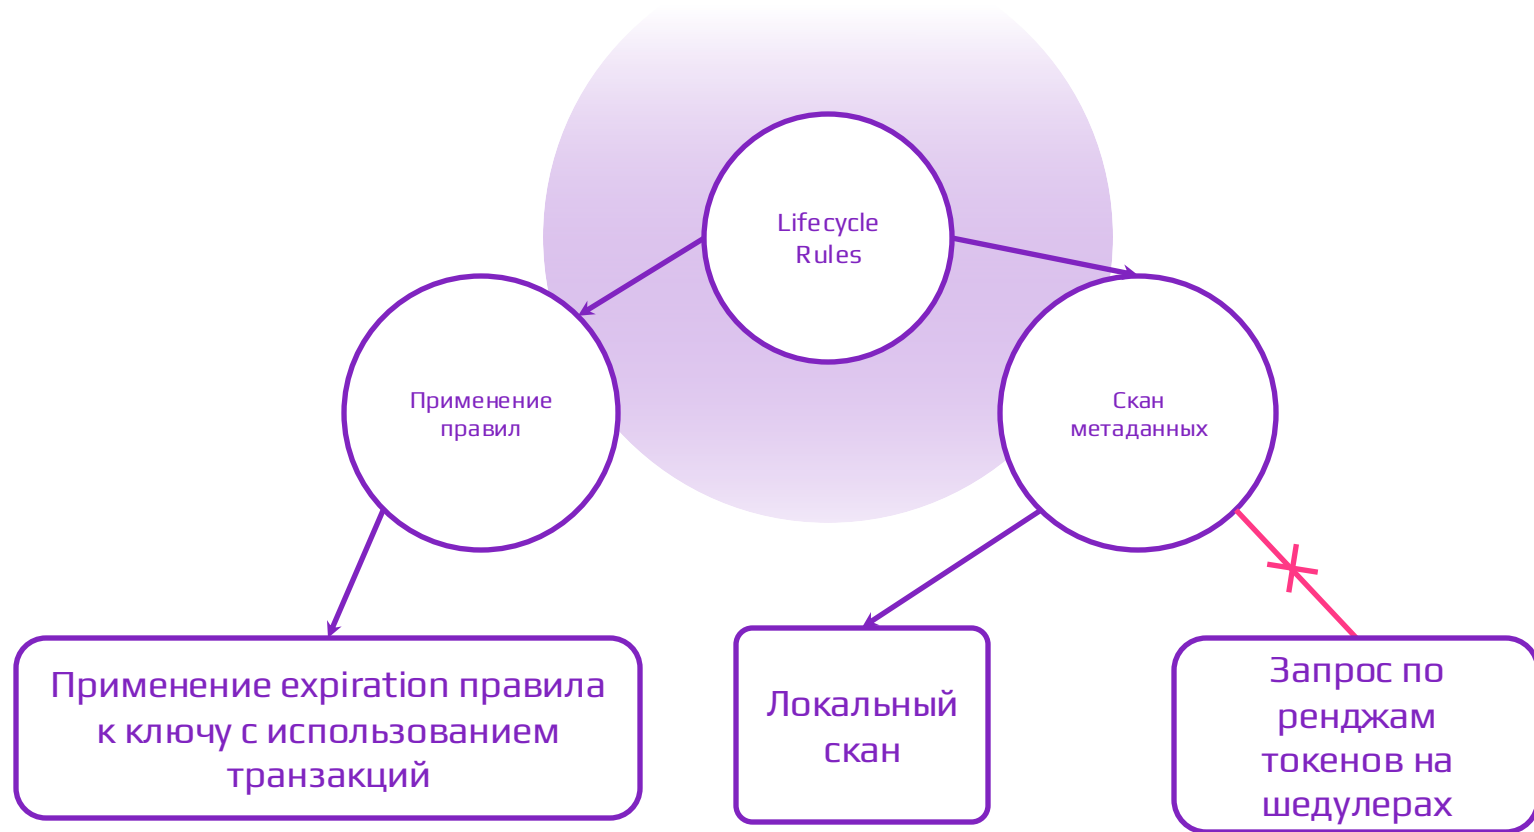 Lifecycle
Rules
Применение
правил
Скан
метаданных
Применение expiration правила
к ключу с использованием
транзакций
Локальный
скан
Запрос по
ренджам
токенов на
шедулерах